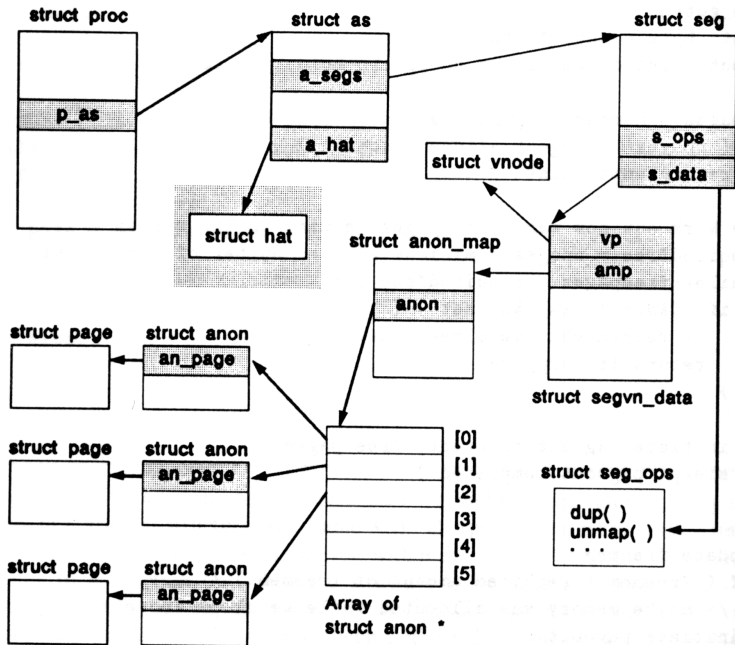 struct proc
struct as
struct seg
a_segs
p_as
a_hat
s_ops
s_data
struct vnode
struct hat
struct anon_map
vp
amp
anon
struct segvn_data
struct page
struct anon
an_page
struct page
struct anon
an_page
struct page
struct anon
an_page
[0]
[1]
[2]
[3]
[4]
[5]
Array of
struct anon *
struct seg_ops
dup( )
unmap( )
. . .